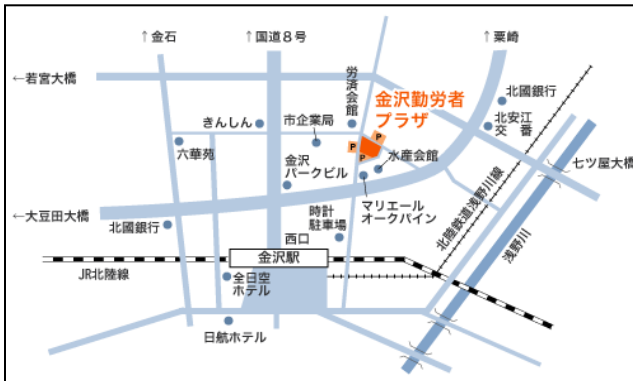 ↑金石
↑国道8号
↑粟崎
←若宮大橋
労済会館
金沢勤労者
プラザ
北國銀行
きんしん
市企業局
P
P
P
北安江
交番
六華苑
金沢
パークビル
水産会館
七ツ屋大橋
マリエール
オークパイン
北陸鉄道浅野川線
←大豆田大橋
北國銀行
時計
駐車場
浅野川
西口
金沢駅
JR北陸線
全日空
ホテル
日航ホテル